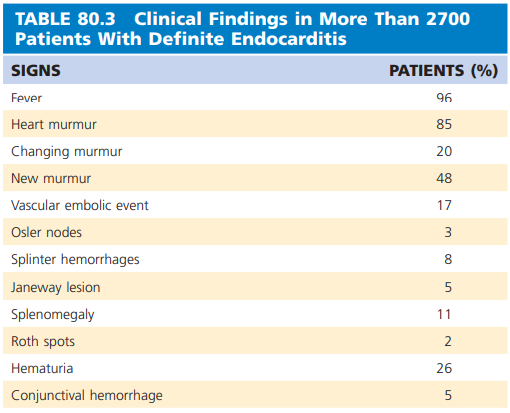 TABLE 80.3 Clinical Findings in More Than 2700
Patients With Definite Endocarditis
SIGNS PATIENTS (%)
Fever 96
Heart murmur 85
Changing murmur 20
New murmur 48
Vascular embolic event 17
Osler nodes 3
Splinter hemorrhages 8
Janeway lesion 5
Splenomegaly 11
Roth spots 2
Hematuria 26
Conjunctival hemorrhage 5